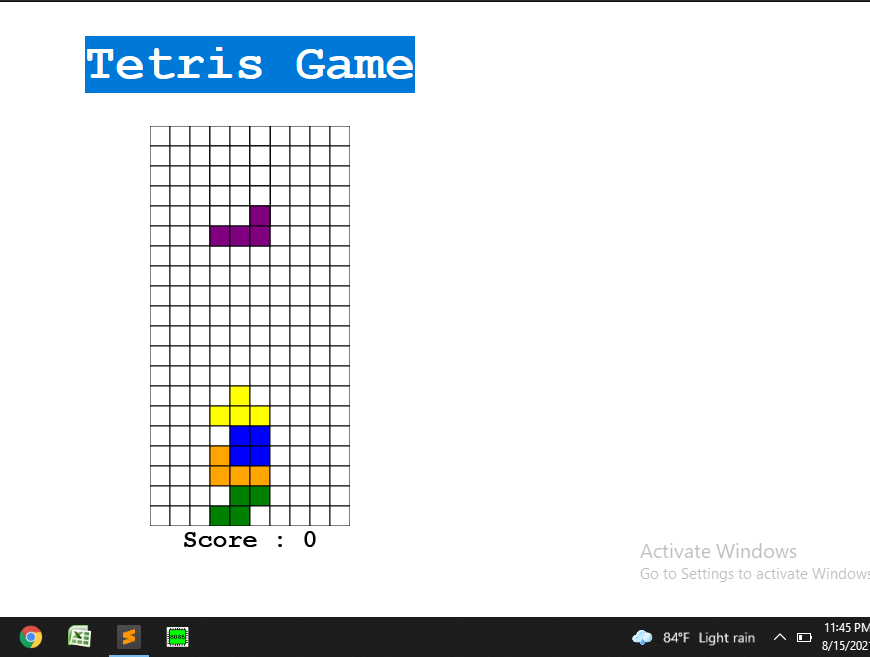 Tetris Game
Score : 0
Activate Windows
Go to Settings to activate Windows
84°F Light rain
11:45 PM
8/15/202